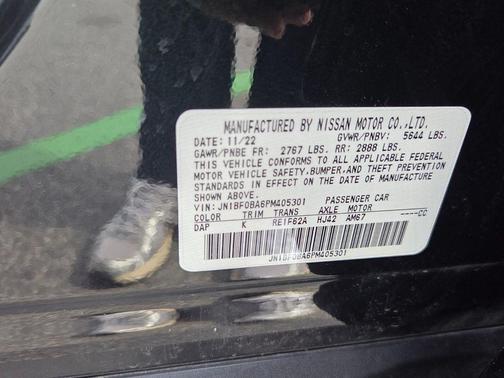 MANUFACTURED BY NISSAN MOTOR CO.,LTD.
DATE: 11/22 GVWR/PNBV: 5644 LBS.
GAWR/PNBE FR: 2767 LBS. RR: 2888 LBS.
THIS VEHICLE CONFORMS TO ALL APPLICABLE FEDERAL
MOTOR VEHICLE SAFETY,BUMPER,AND THEFT PREVENTION
STANDARDS IN EFFECT ON THE DATE OF MANUFACTURE
SHOWN ABOVE.
VIN: JN1BF0BA6PM405301 PASSENGER CAR
COLOR TRIM TRANS AXLE MOTOR
DAP K RE1F62A HJ42 AM67 ----CC
JN1BF0BA6PM405301